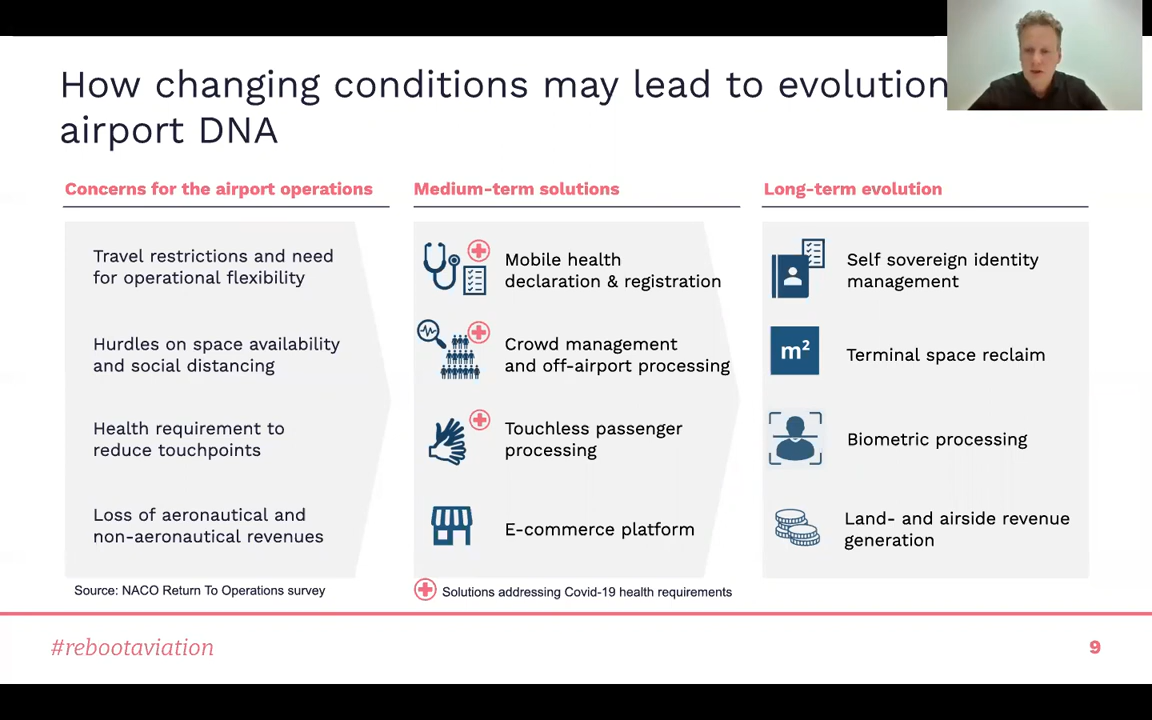 How changing conditions may lead to evolution
airport DNA
Concerns for the airport operations
Travel restrictions and need
for operational flexibility
Hurdles on space availability
and social distancing
Health requirement to
reduce touchpoints
Loss of aeronautical and
non-aeronautical revenues
Source: NACO Return To Operations survey
Medium-term solutions
Mobile health
declaration & registration
Crowd management
and off-airport processing
Touchless passenger
processing
E-commerce platform
Solutions addressing Covid-19 health requirements
Long-term evolution
Self sovereign identity
management
m²
Terminal space reclaim
Biometric processing
Land- and airside revenue
generation
#rebootaviation
9